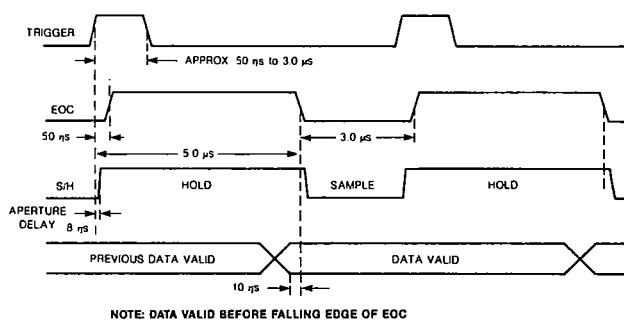 TRIGGER
APPROX 50 ηs to 3.0 μs
EOC
50 ηs
3.0 μs
5.0 μs
S/H
HOLD
SAMPLE
HOLD
APERTURE
DELAY
8 ηs
PREVIOUS DATA VALID
DATA VALID
10 ηs
NOTE: DATA VALID BEFORE FALLING EDGE OF EOC